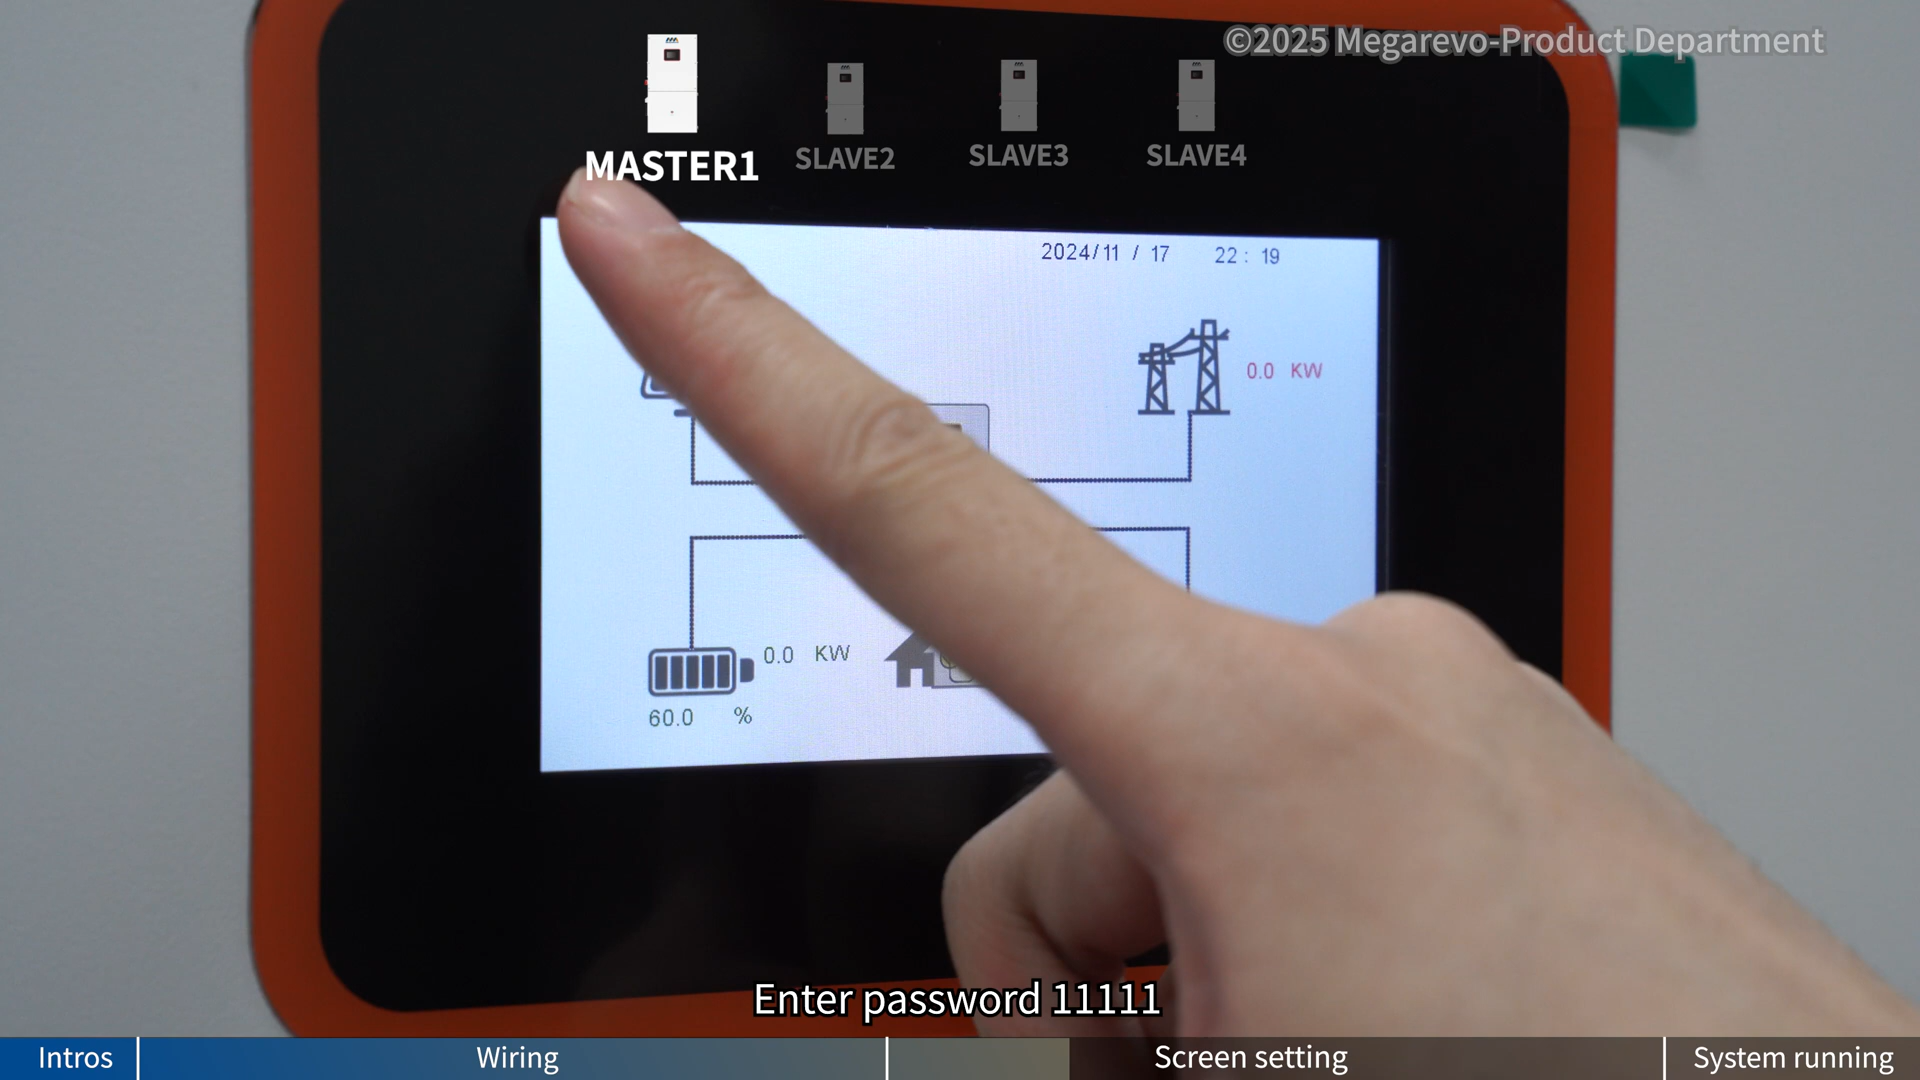 ©2025 Megarevo-Product Department
MASTER1
SLAVE2
SLAVE3
SLAVE4
2024/11 / 17 22: 19
0.0 KW
0.0 KW
60.0 %
Enter password 11111
Intros
Wiring
Screen setting
System running